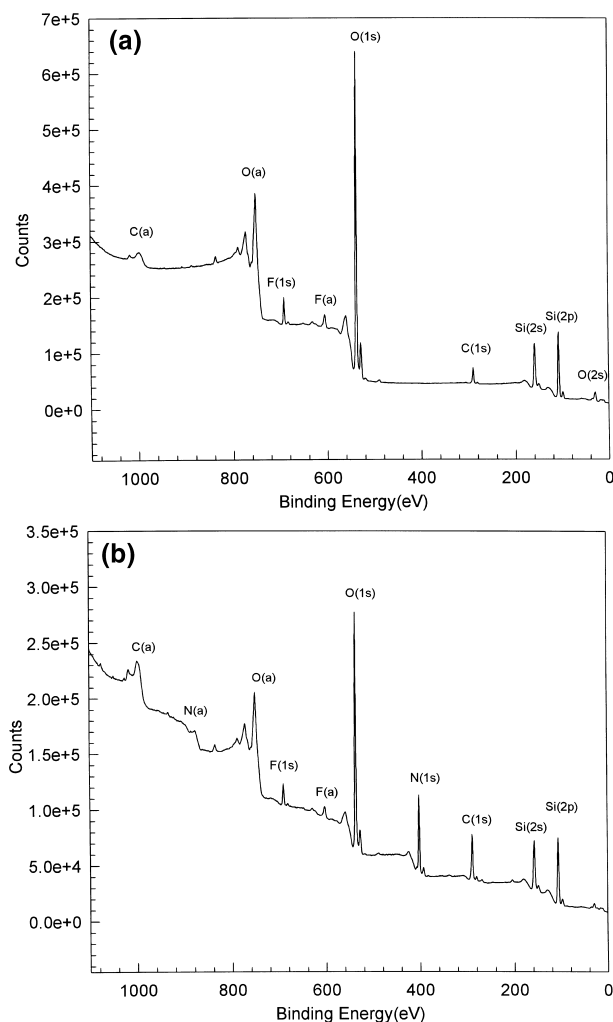 (a)
7e+5
6e+5
5e+5
4e+5
3e+5
2e+5
1e+5
0e+0
Counts
O(1s)
O(a)
C(a)
F(1s)
F(a)
C(1s)
Si(2s)
Si(2p)
O(2s)
1000 800 600 400 200 0
Binding Energy(eV)
(b)
3.5e+5
3.0e+5
2.5e+5
2.0e+5
1.5e+5
1.0e+5
5.0e+4
0.0e+0
Counts
O(1s)
C(a)
O(a)
N(a)
F(1s)
F(a)
N(1s)
C(1s)
Si(2s)
Si(2p)
1000 800 600 400 200 0
Binding Energy(eV)